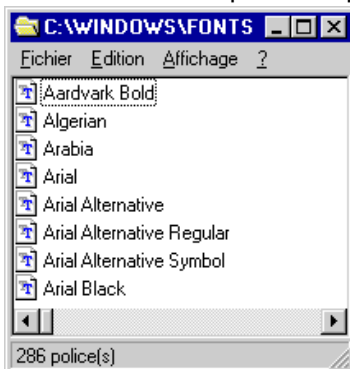 C:\WINDOWS\FONTS
Fichier Edition Affichage ?
Aardvark Bold
Algerian
Arabia
Arial
Arial Alternative
Arial Alternative Regular
Arial Alternative Symbol
Arial Black
286 police(s)